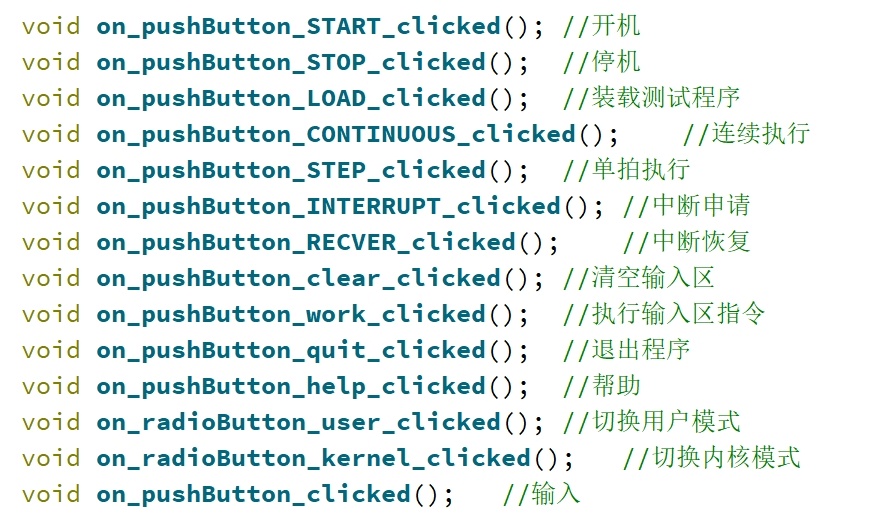 void on_pushButton_START_clicked(); //开机
void on_pushButton_STOP_clicked(); //停机
void on_pushButton_LOAD_clicked(); //装载测试程序
void on_pushButton_CONTINUOUS_clicked(); //连续执行
void on_pushButton_STEP_clicked(); //单拍执行
void on_pushButton_INTERRUPT_clicked(); //中断申请
void on_pushButton_RECVER_clicked(); //中断恢复
void on_pushButton_clear_clicked(); //清空输入区
void on_pushButton_work_clicked(); //执行输入区指令
void on_pushButton_quit_clicked(); //退出程序
void on_pushButton_help_clicked(); //帮助
void on_radioButton_user_clicked(); //切换用户模式
void on_radioButton_kernel_clicked(); //切换内核模式
void on_pushButton_clicked(); //输入